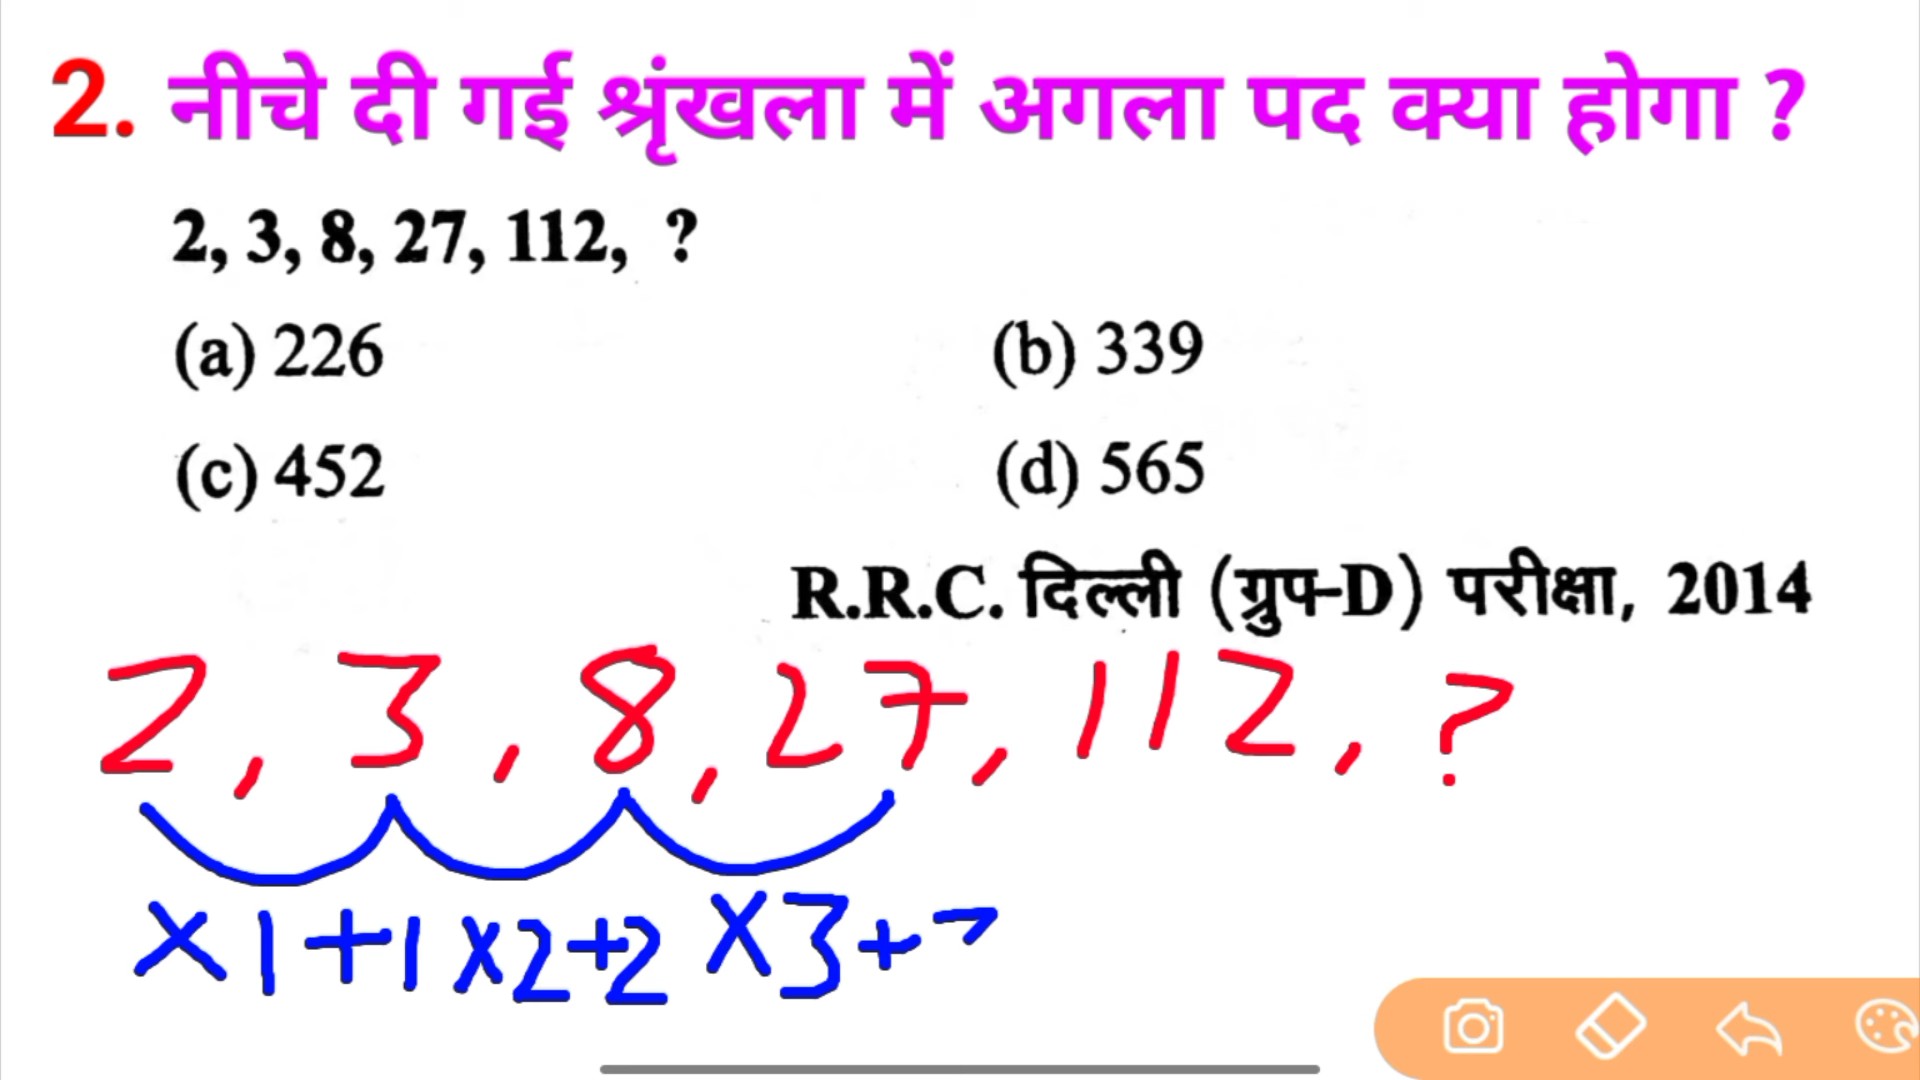 2. नीचे दी गई श्रृंखला में अगला पद क्या होगा ?
2, 3, 8, 27, 112, ?
(a) 226 (b) 339
(c) 452 (d) 565
R.R.C. दिल्ली (ग्रुप-D) परीक्षा, 2014
2, 3, 8, 27, 112, ?
×1+1 ×2+2 ×3+